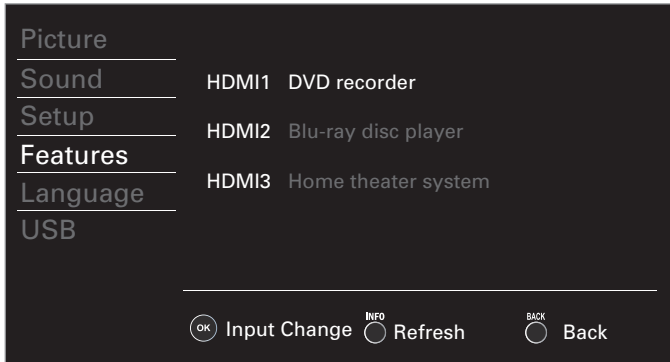 Picture
Sound
Setup
Features
Language
USB
HDMI1 DVD recorder
HDMI2 Blu-ray disc player
HDMI3 Home theater system
OK Input Change INFO Refresh BACK Back